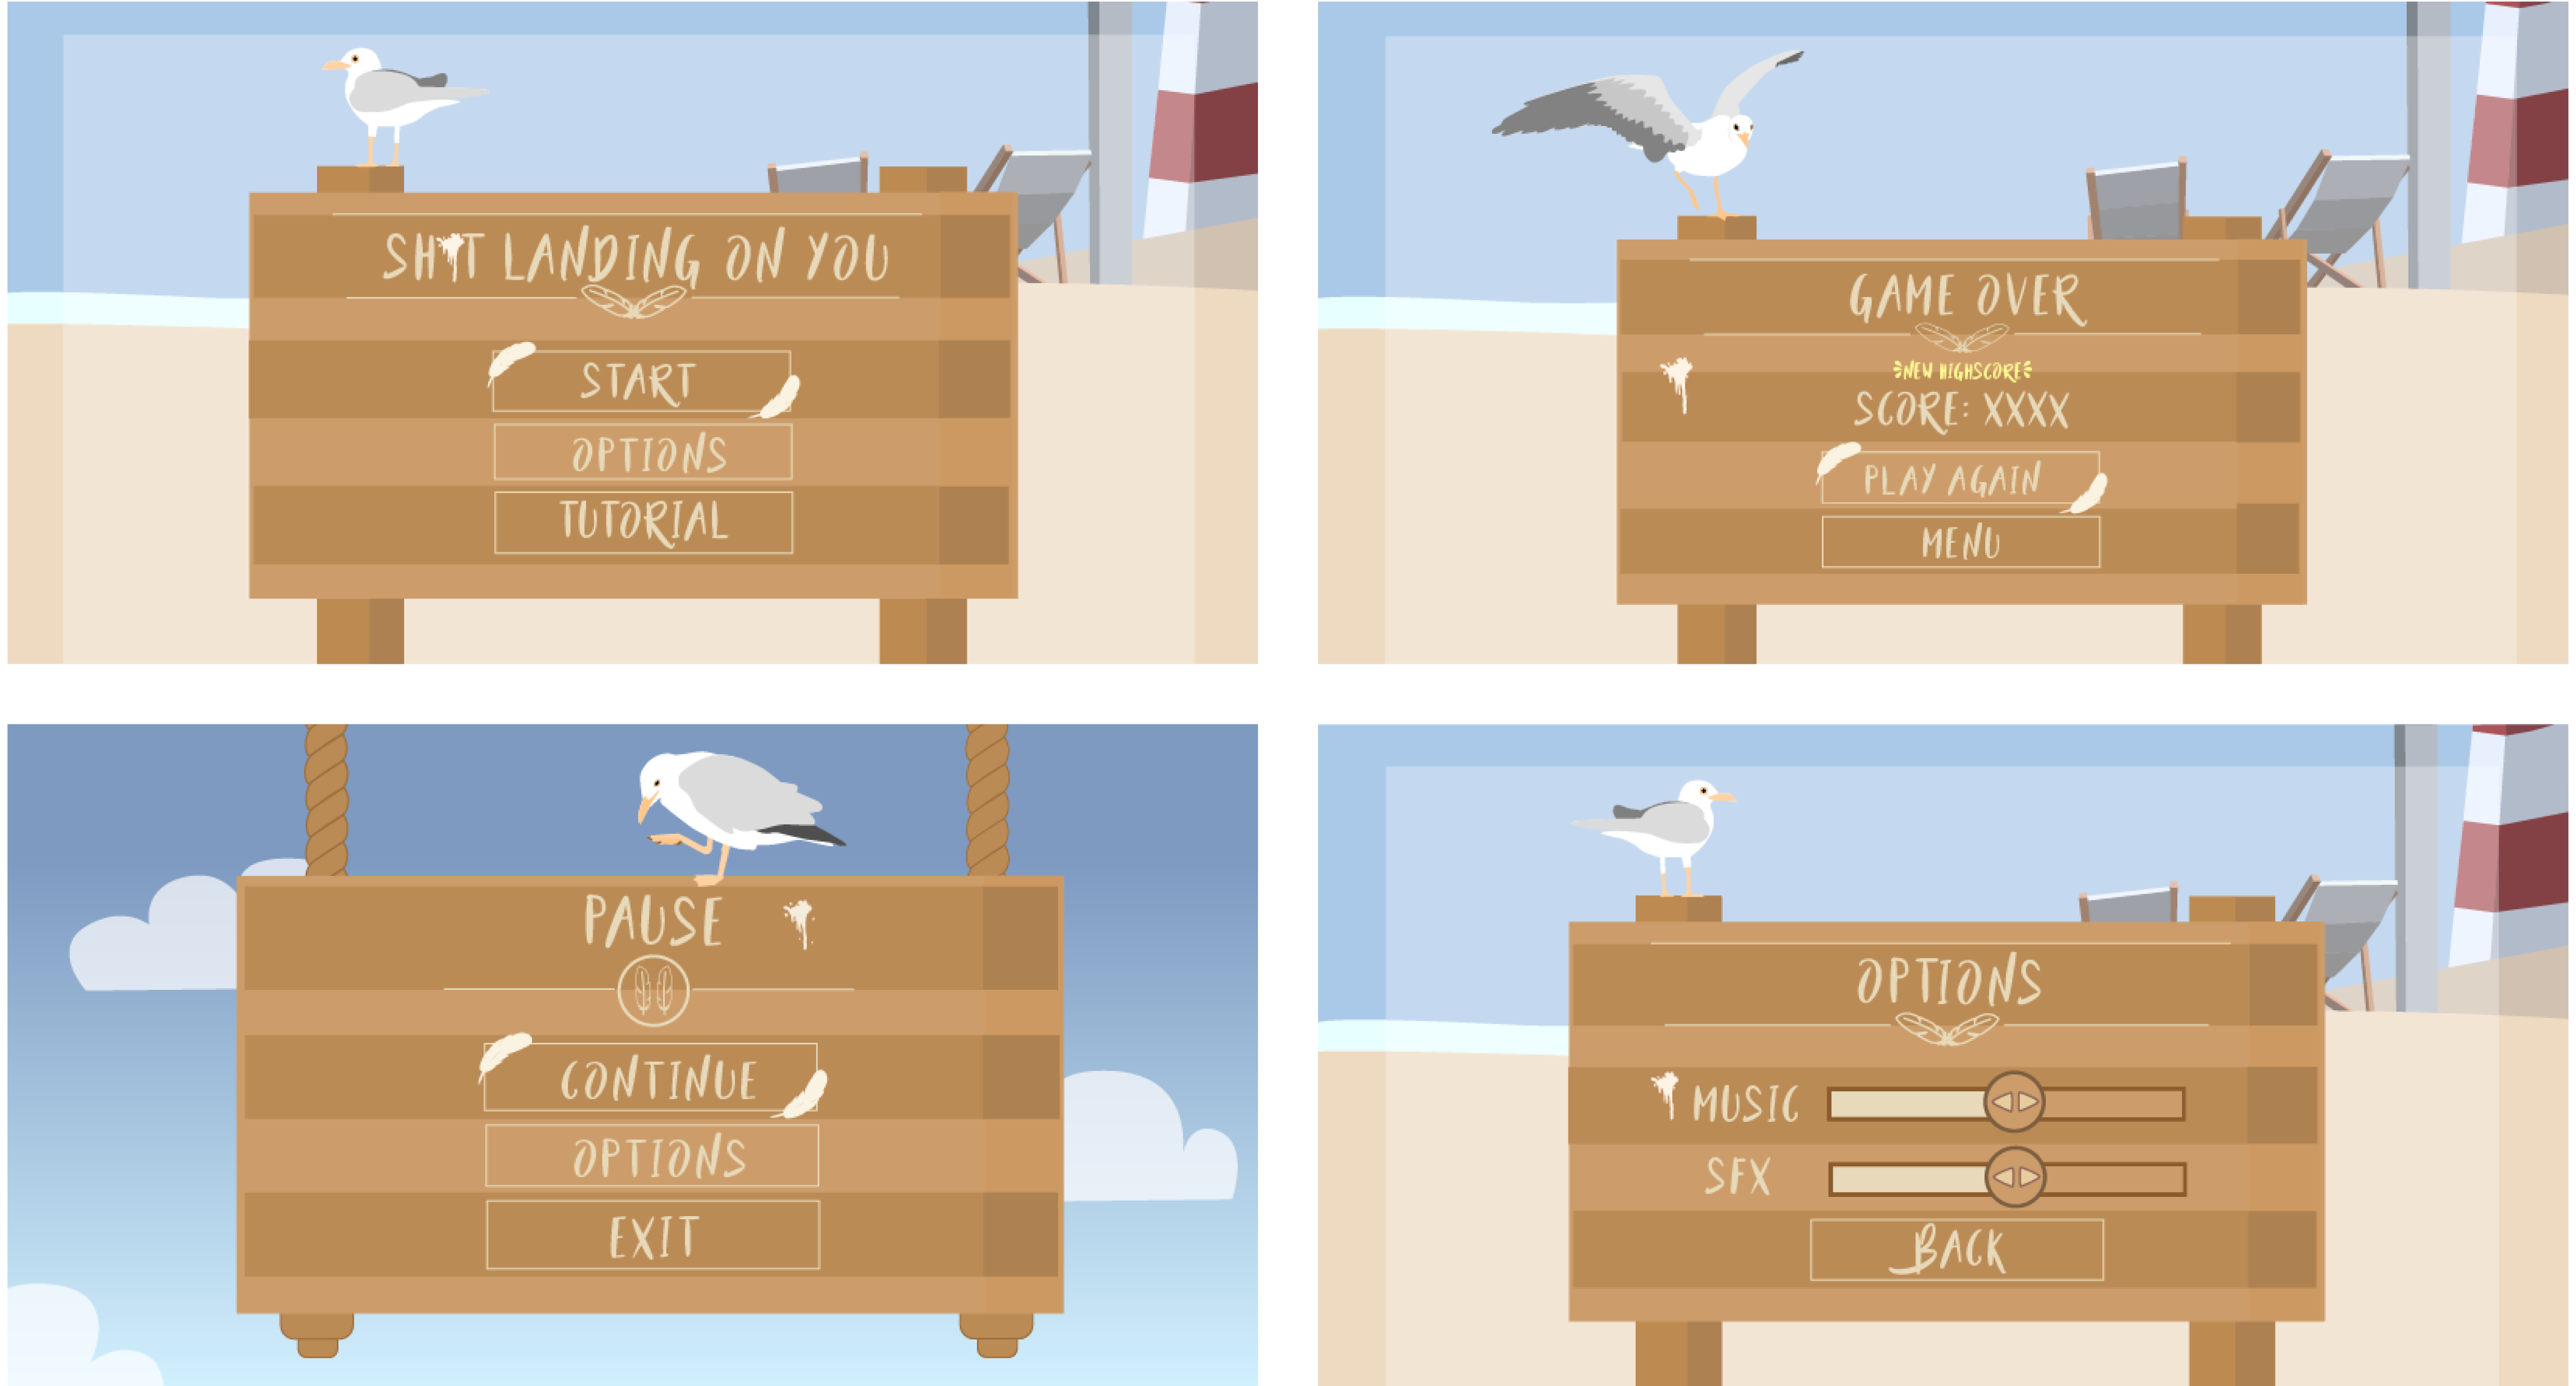 SH T LANDING ON YOU
START
OPTIONS
TUTORIAL
GAME OVER
NEW HIGHSCORE
SCORE: XXXX
PLAY AGAIN
MENU
PAUSE
CONTINUE
OPTIONS
EXIT
OPTIONS
MUSIC
SFX
BACK